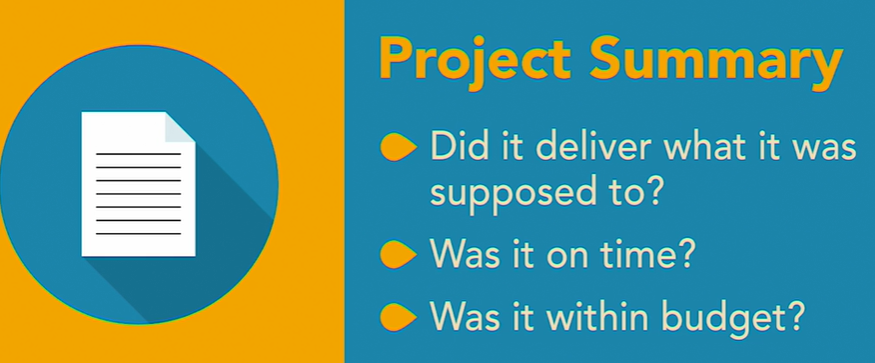 Project Summary
Did it deliver what it was
supposed to?
Was it on time?
Was it within budget?